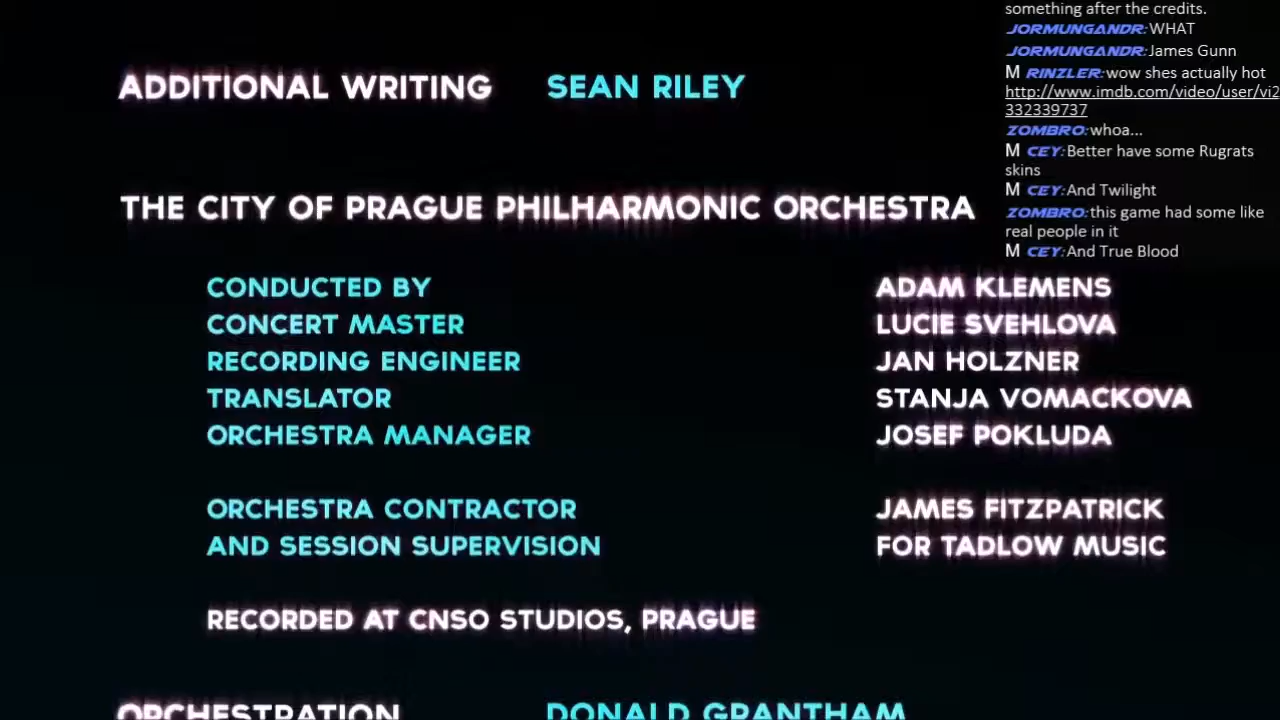 something after the credits.
JORMUNGANDR:WHAT
JORMUNGANDR:James Gunn
M RINZLER:wow shes actually hot
http://www.imdb.com/video/user/vi2
332339737
ZOMBRO:whoa...
M CEY:Better have some Rugrats
skins
M CEY:And Twilight
ZOMBRO:this game had some like
real people in it
M CEY:And True Blood
ADDITIONAL WRITING SEAN RILEY
THE CITY OF PRAGUE PHILHARMONIC ORCHESTRA
CONDUCTED BY ADAM KLEMENS
CONCERT MASTER LUCIE SVEHLOVA
RECORDING ENGINEER JAN HOLZNER
TRANSLATOR STANJA VOMACKOVA
ORCHESTRA MANAGER JOSEF POKLUDA
ORCHESTRA CONTRACTOR JAMES FITZPATRICK
AND SESSION SUPERVISION FOR TADLOW MUSIC
RECORDED AT CNSO STUDIOS, PRAGUE
ORCHESTRATION DONALD GRANTHAM